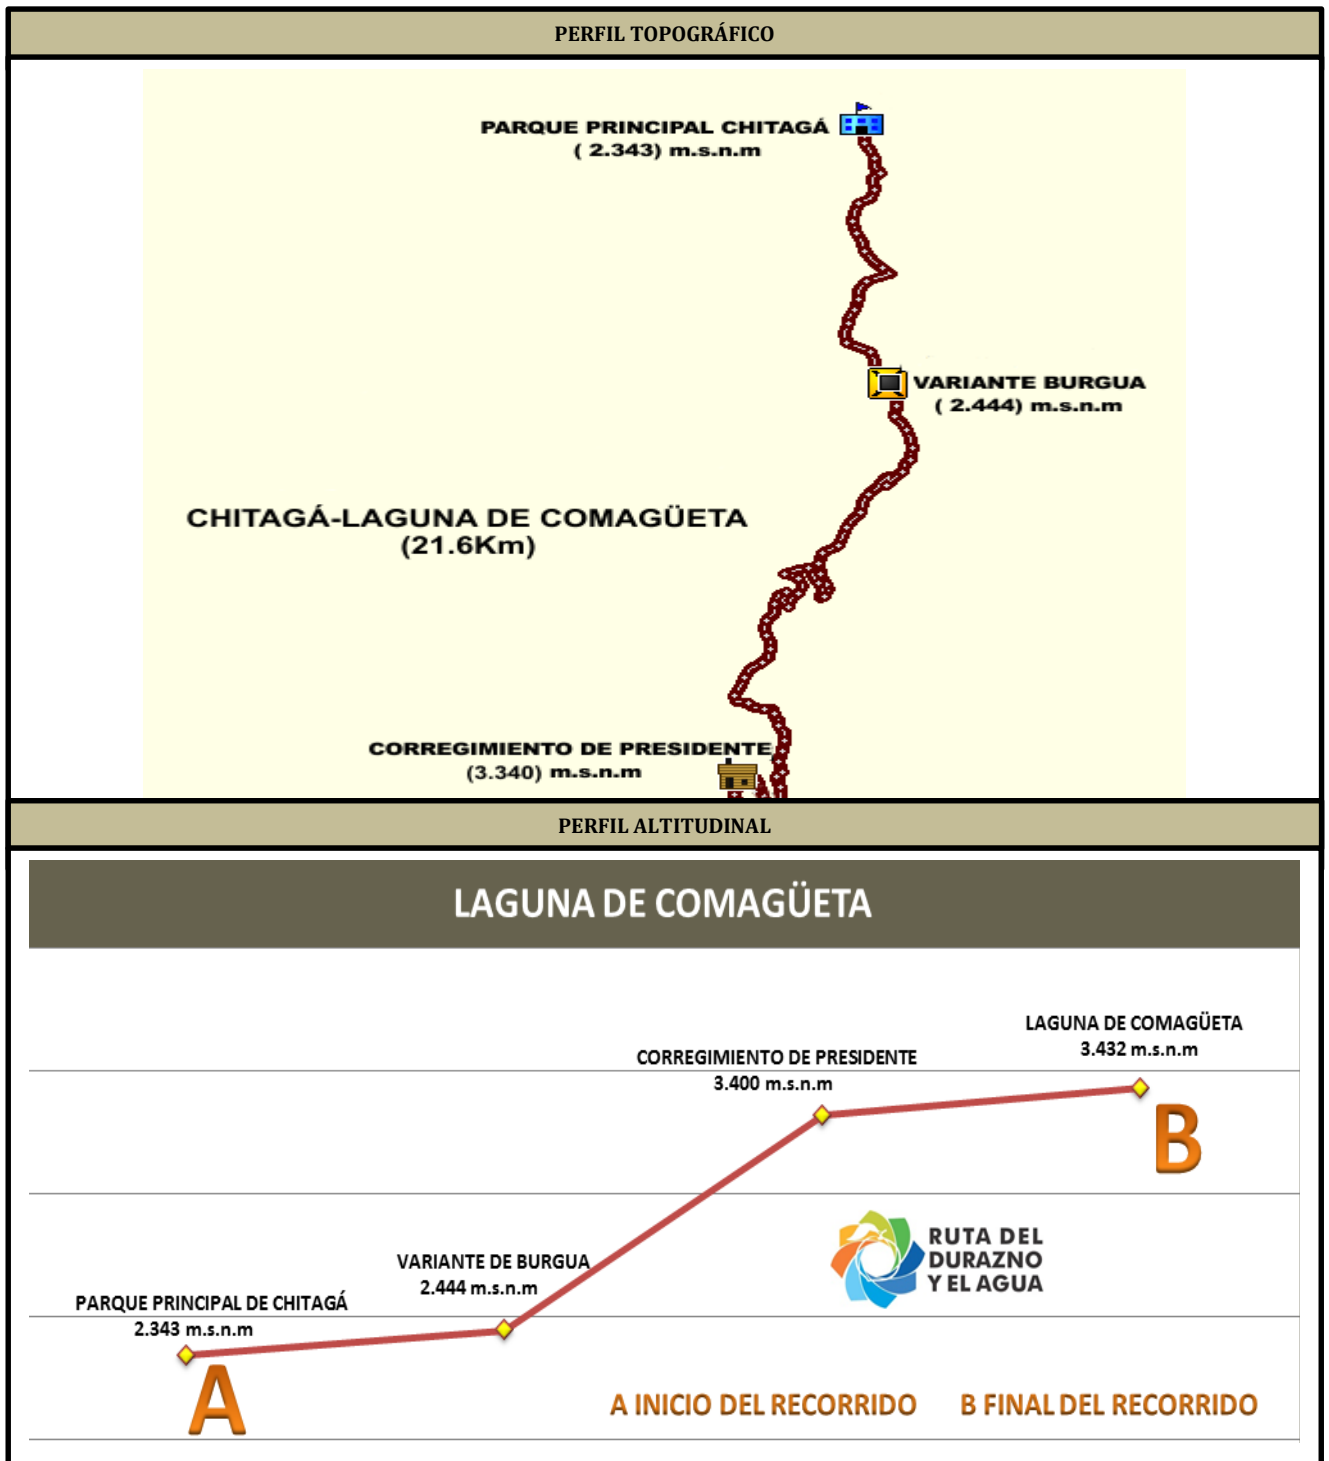 PERFIL TOPOGRÁFICO
PARQUE PRINCIPAL CHITAGÁ
( 2.343) m.s.n.m
VARIANTE BURGUA
( 2.444) m.s.n.m
CHITAGÁ-LAGUNA DE COMAGÜETA
(21.6Km)
CORREGIMIENTO DE PRESIDENTE
(3.340) m.s.n.m
PERFIL ALTITUDINAL
LAGUNA DE COMAGÜETA
LAGUNA DE COMAGÜETA
3.432 m.s.n.m
CORREGIMIENTO DE PRESIDENTE
3.400 m.s.n.m
B
VARIANTE DE BURGUA
2.444 m.s.n.m
RUTA DEL
DURAZNO
Y EL AGUA
PARQUE PRINCIPAL DE CHITAGÁ
2.343 m.s.n.m
A
A INICIO DEL RECORRIDO B FINAL DEL RECORRIDO